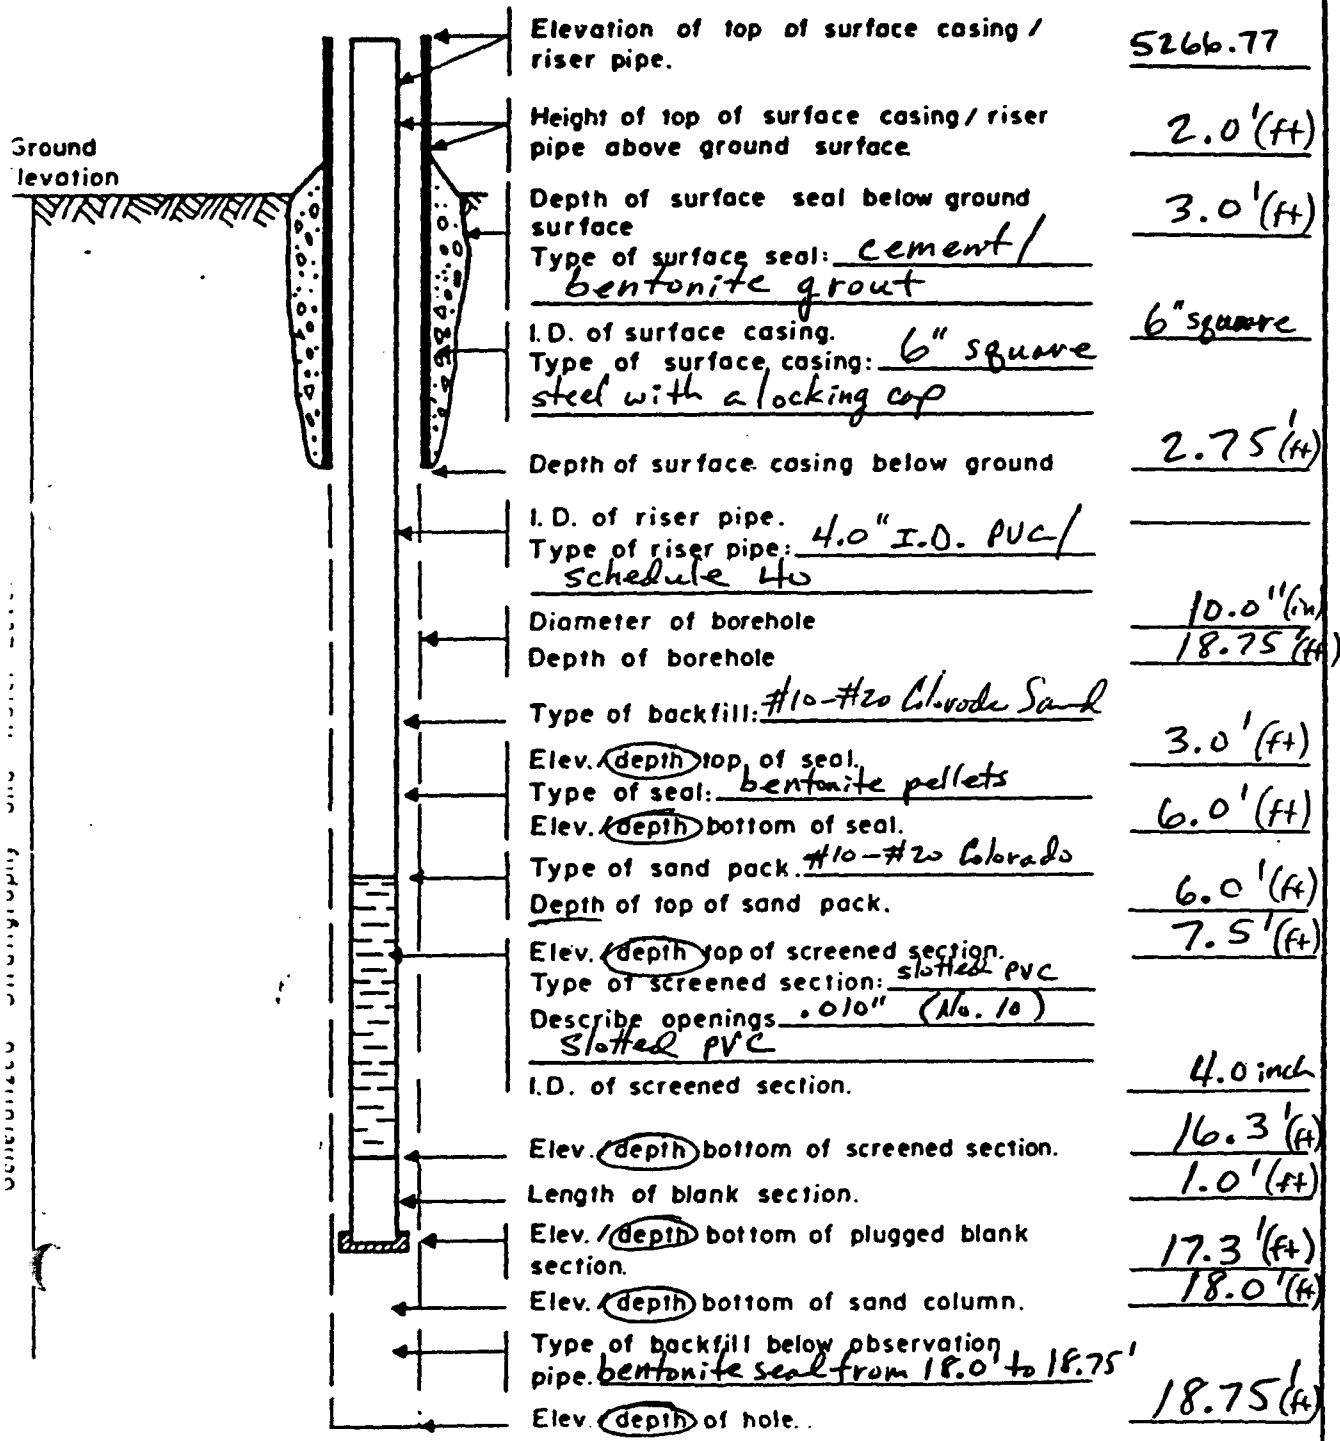 Elevation of top of surface casing /
riser pipe.
5266.77
Height of top of surface casing / riser
pipe above ground surface
2.0'(ft)
Ground
levation
Depth of surface seal below ground
surface
3.0'(ft)
Type of surface seal: cement/
bentonite grout
I.D. of surface casing.
6" square
Type of surface casing: 6" square
steel with a locking cap
Depth of surface casing below ground
2.75'(ft)
I.D. of riser pipe.
Type of riser pipe: 4.0" I.D. PVC/
schedule 40
Diameter of borehole
10.0"(in)
Depth of borehole
18.75'(ft)
Type of backfill: #10-#20 Colorado Sand
Elev./depth top of seal.
3.0'(ft)
Type of seal: bentonite pellets
Elev./depth bottom of seal.
6.0'(ft)
Type of sand pack. #10-#20 Colorado
Depth of top of sand pack.
6.0'(ft)
Elev./depth top of screened section.
7.5'(ft)
Type of screened section: slotted PVC
Describe openings .010" (No. 10)
Slotted PVC
I.D. of screened section.
4.0 inch
Elev./depth bottom of screened section.
16.3'(ft)
Length of blank section.
1.0'(ft)
Elev./depth bottom of plugged blank
section.
17.3'(ft)
Elev./depth bottom of sand column.
18.0'(ft)
Type of backfill below observation
pipe. bentonite seal from 18.0' to 18.75'
Elev./depth of hole.
18.75'(ft)